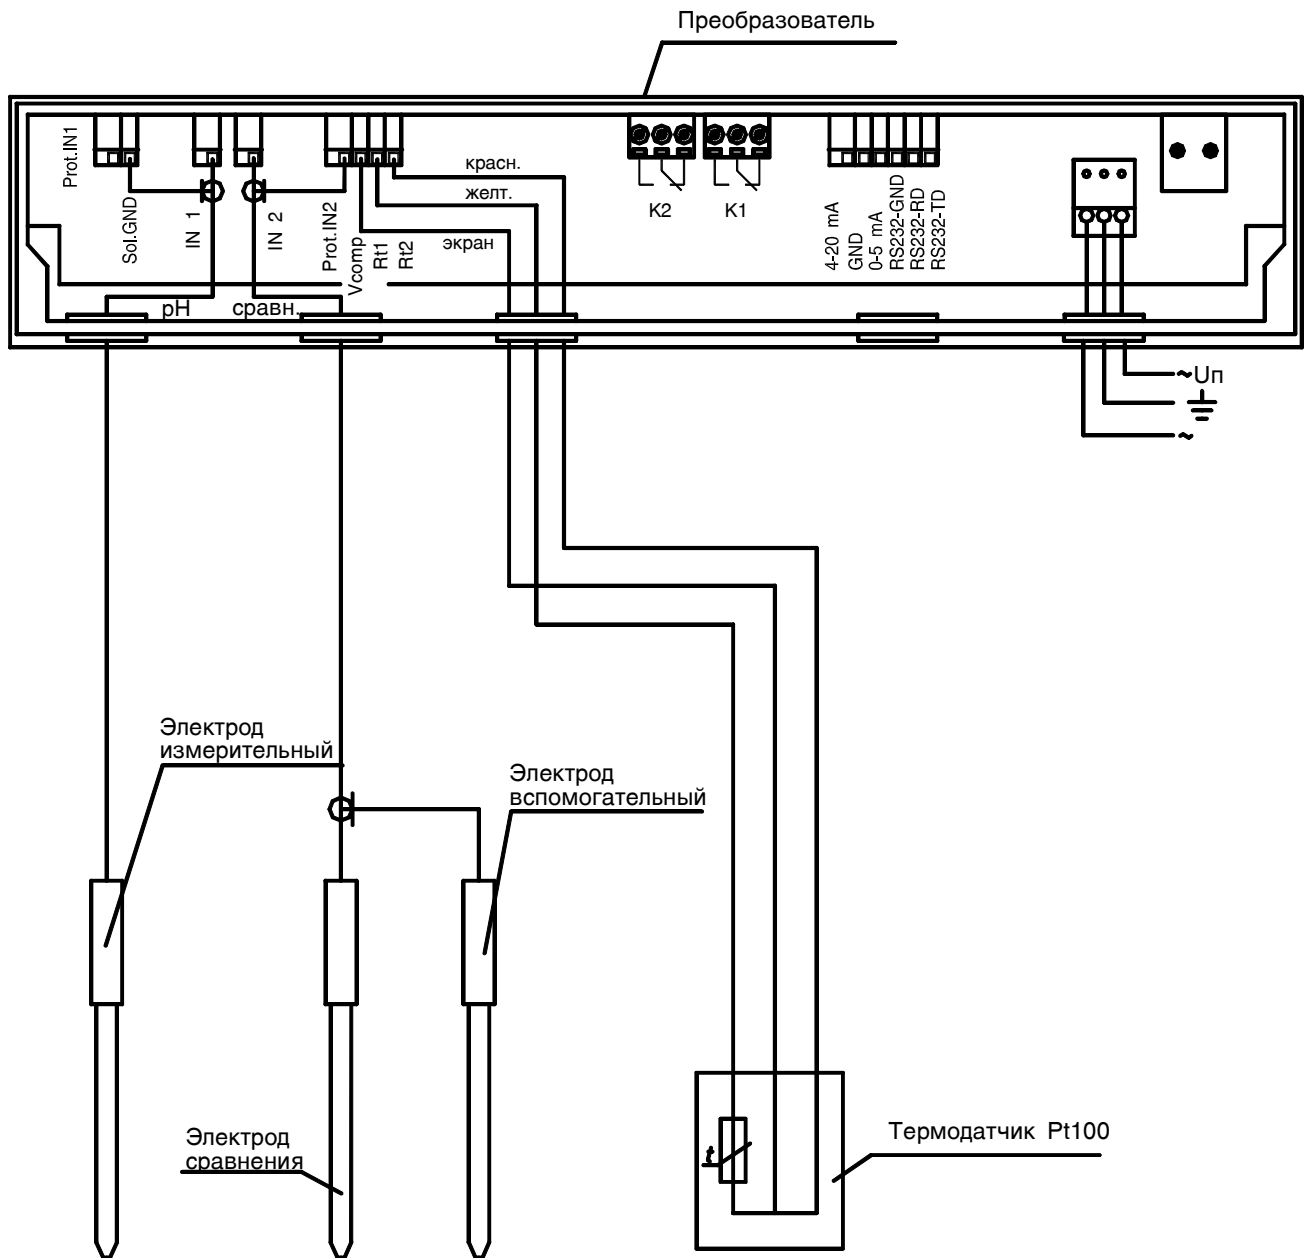 Преобразователь
Prot.IN1
Sol.GND
IN 1
IN 2
Prot.IN2
Vcomp
Rt1
Rt2
красн.
желт.
экран
K2
K1
4-20 mA
GND
0-5 mA
RS232-GND
RS232-RD
RS232-TD
pH
сравн.
~Uп
~
Электрод
измерительный
Электрод
вспомогательный
Электрод
сравнения
t
Термодатчик Pt100